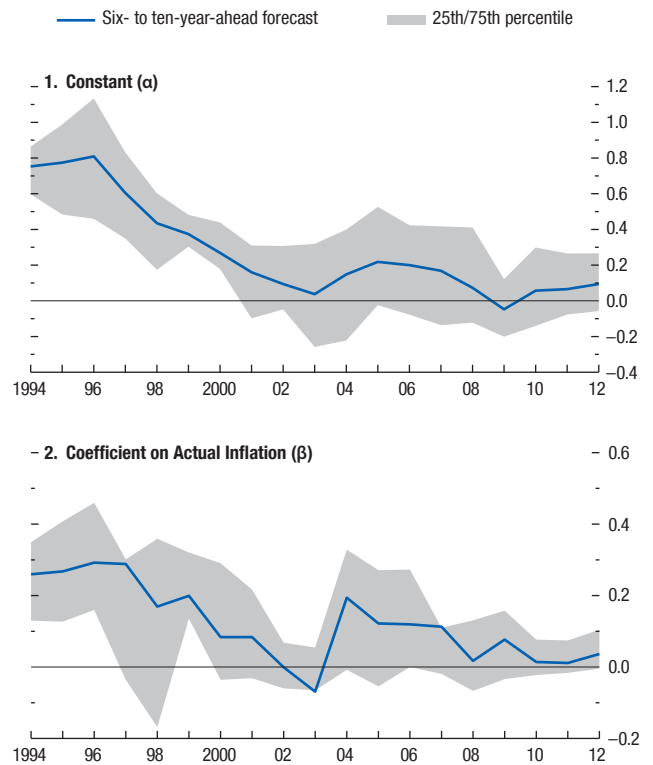 Six- to ten-year-ahead forecast 25th/75th percentile
1. Constant (α)
1.2
1.0
0.8
0.6
0.4
0.2
0.0
–0.2
–0.4
1994 96 98 2000 02 04 06 08 10 12
2. Coefficient on Actual Inflation (β)
0.6
0.4
0.2
0.0
–0.2
1994 96 98 2000 02 04 06 08 10 12